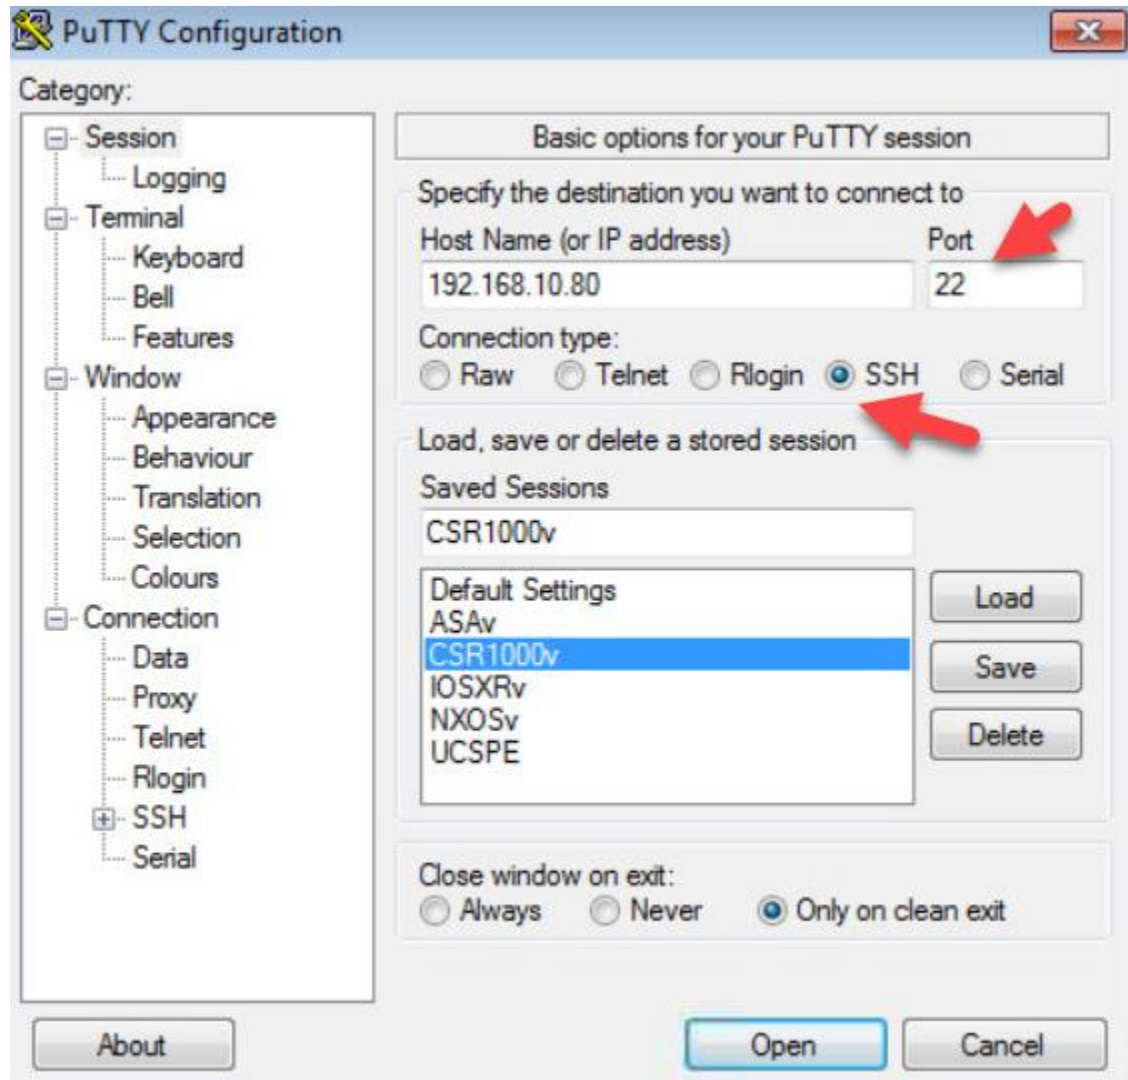 PuTTY Configuration
Category:
Session
Logging
Terminal
Keyboard
Bell
Features
Window
Appearance
Behaviour
Translation
Selection
Colours
Connection
Data
Proxy
Telnet
Rlogin
SSH
Serial
Basic options for your PuTTY session
Specify the destination you want to connect to
Host Name (or IP address) Port
192.168.10.80 22
Connection type:
Raw Telnet Rlogin SSH Serial
Load, save or delete a stored session
Saved Sessions
CSR1000v
Default Settings
ASAv
CSR1000v
IOSXRv
NXOSv
UCSPE
Load
Save
Delete
Close window on exit:
Always Never Only on clean exit
About Open Cancel